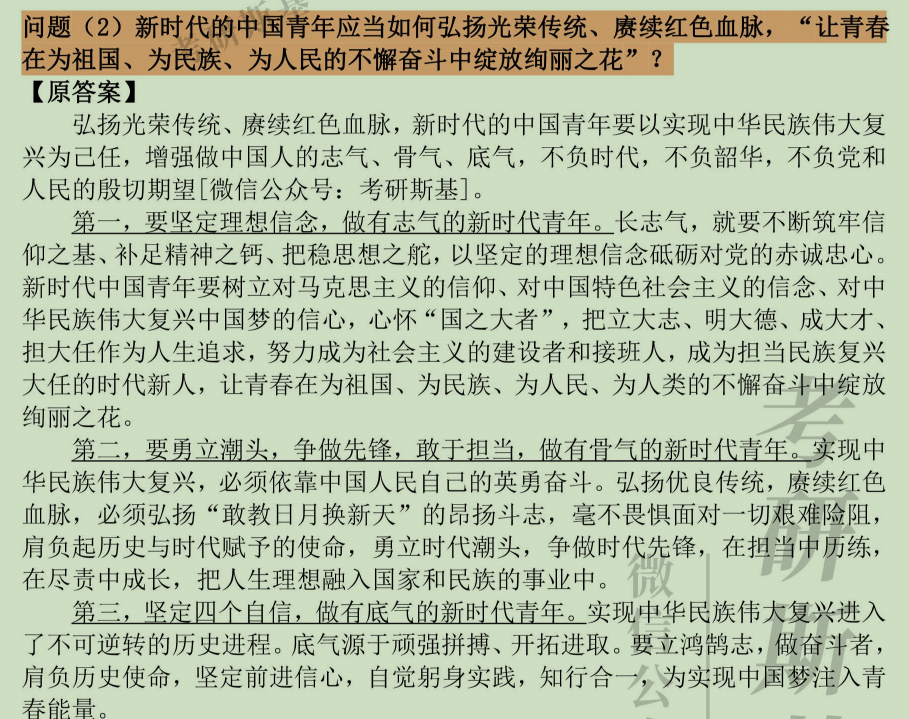 问题（2）新时代的中国青年应当如何弘扬光荣传统、赓续红色血脉，“让青春
在为祖国、为民族、为人民的不懈奋斗中绽放绚丽之花”？
【原答案】
弘扬光荣传统、赓续红色血脉，新时代的中国青年要以实现中华民族伟大复
兴为己任，增强做中国人的志气、骨气、底气，不负时代，不负韶华，不负党和
人民的殷切期望[微信公众号：考研斯基]。
第一，要坚定理想信念，做有志气的新时代青年。长志气，就要不断筑牢信
仰之基、补足精神之钙、把稳思想之舵，以坚定的理想信念砥砺对党的赤诚忠心。
新时代中国青年要树立对马克思主义的信仰、对中国特色社会主义的信念、对中
华民族伟大复兴中国梦的信心，心怀“国之大者”，把立大志、明大德、成大才、
担大任作为人生追求，努力成为社会主义的建设者和接班人，成为担当民族复兴
大任的时代新人，让青春在为祖国、为民族、为人民、为人类的不懈奋斗中绽放
绚丽之花。
第二，要勇立潮头，争做先锋，敢于担当，做有骨气的新时代青年。实现中
华民族伟大复兴，必须依靠中国人民自己的英勇奋斗。弘扬优良传统，赓续红色
血脉，必须弘扬“敢教日月换新天”的昂扬斗志，毫不畏惧面对一切艰难险阻，
肩负起历史与时代赋予的使命，勇立时代潮头，争做时代先锋，在担当中历练，
在尽责中成长，把人生理想融入国家和民族的事业中。
第三，坚定四个自信，做有底气的新时代青年。实现中华民族伟大复兴进入
了不可逆转的历史进程。底气源于顽强拼搏、开拓进取。要立鸿鹄志，做奋斗者，
肩负历史使命，坚定前进信心，自觉躬身实践，知行合一，为实现中国梦注入青
春能量。
考研斯基
考研斯
微信公